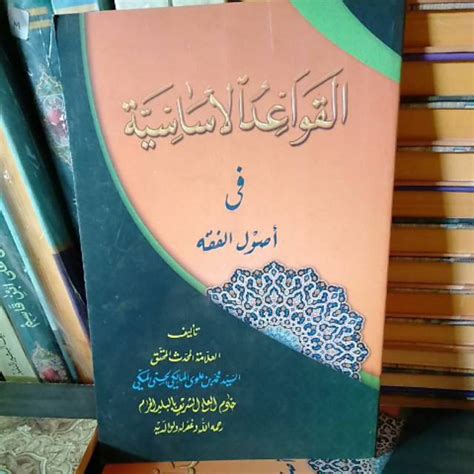 القواعد الأساسية
في
أصول الفقه
تأليف
العلامة المحدث المحقق
السيد محمد بن علوي المالكي الحسني المكي
خادم العلم الشريف بالبلد الحرام
رحمه الله وغفر له ولوالديه